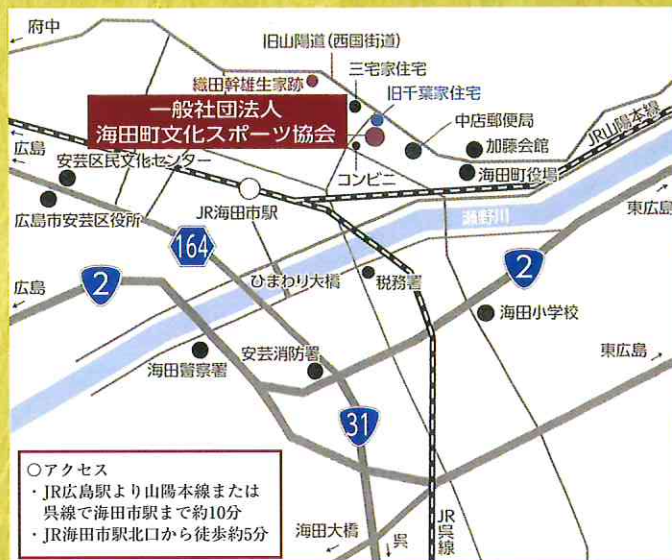 府中
旧山陽道(西国街道)
三宅家住宅
織田幹雄生家跡
旧千葉家住宅
一般社団法人
海田町文化スポーツ協会
中店郵便局
JR山陽本線
加藤会館
広島
安芸区民文化センター
コンビニ
海田町役場
JR海田市駅
東広島
広島市安芸区役所
瀬野川
164
2
広島
2
ひまわり大橋
税務署
海田小学校
安芸消防署
海田警察署
東広島
31
○アクセス
・JR広島駅より山陽本線または
呉線で海田市駅まで約10分
・JR海田市駅北口から徒歩約5分
海田大橋
呉
JR呉線